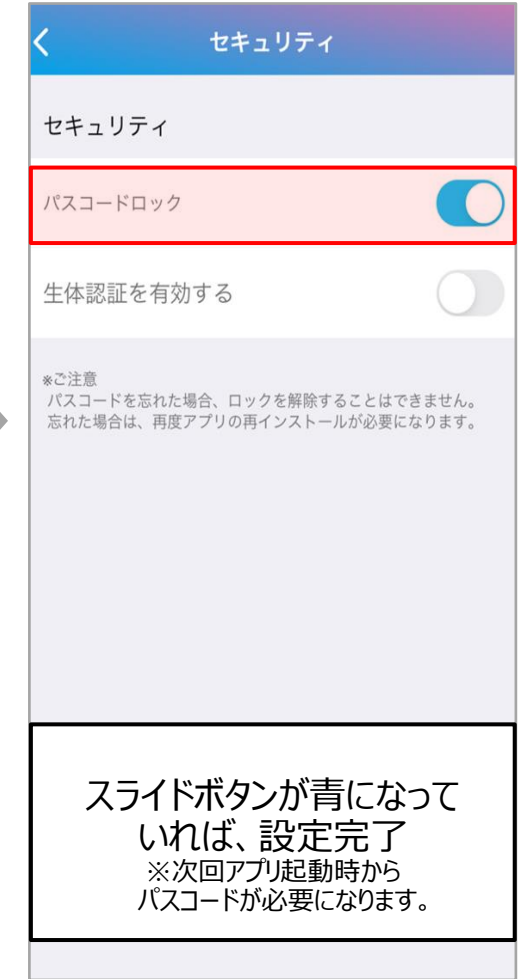 セキュリティ
セキュリティ
パスコードロック
生体認証を有効する
※ご注意
パスコードを忘れた場合、ロックを解除することはできません。
忘れた場合は、再度アプリの再インストールが必要になります。
スライドボタンが青になって
いれば、設定完了
※次回アプリ起動時から
パスコードが必要になります。